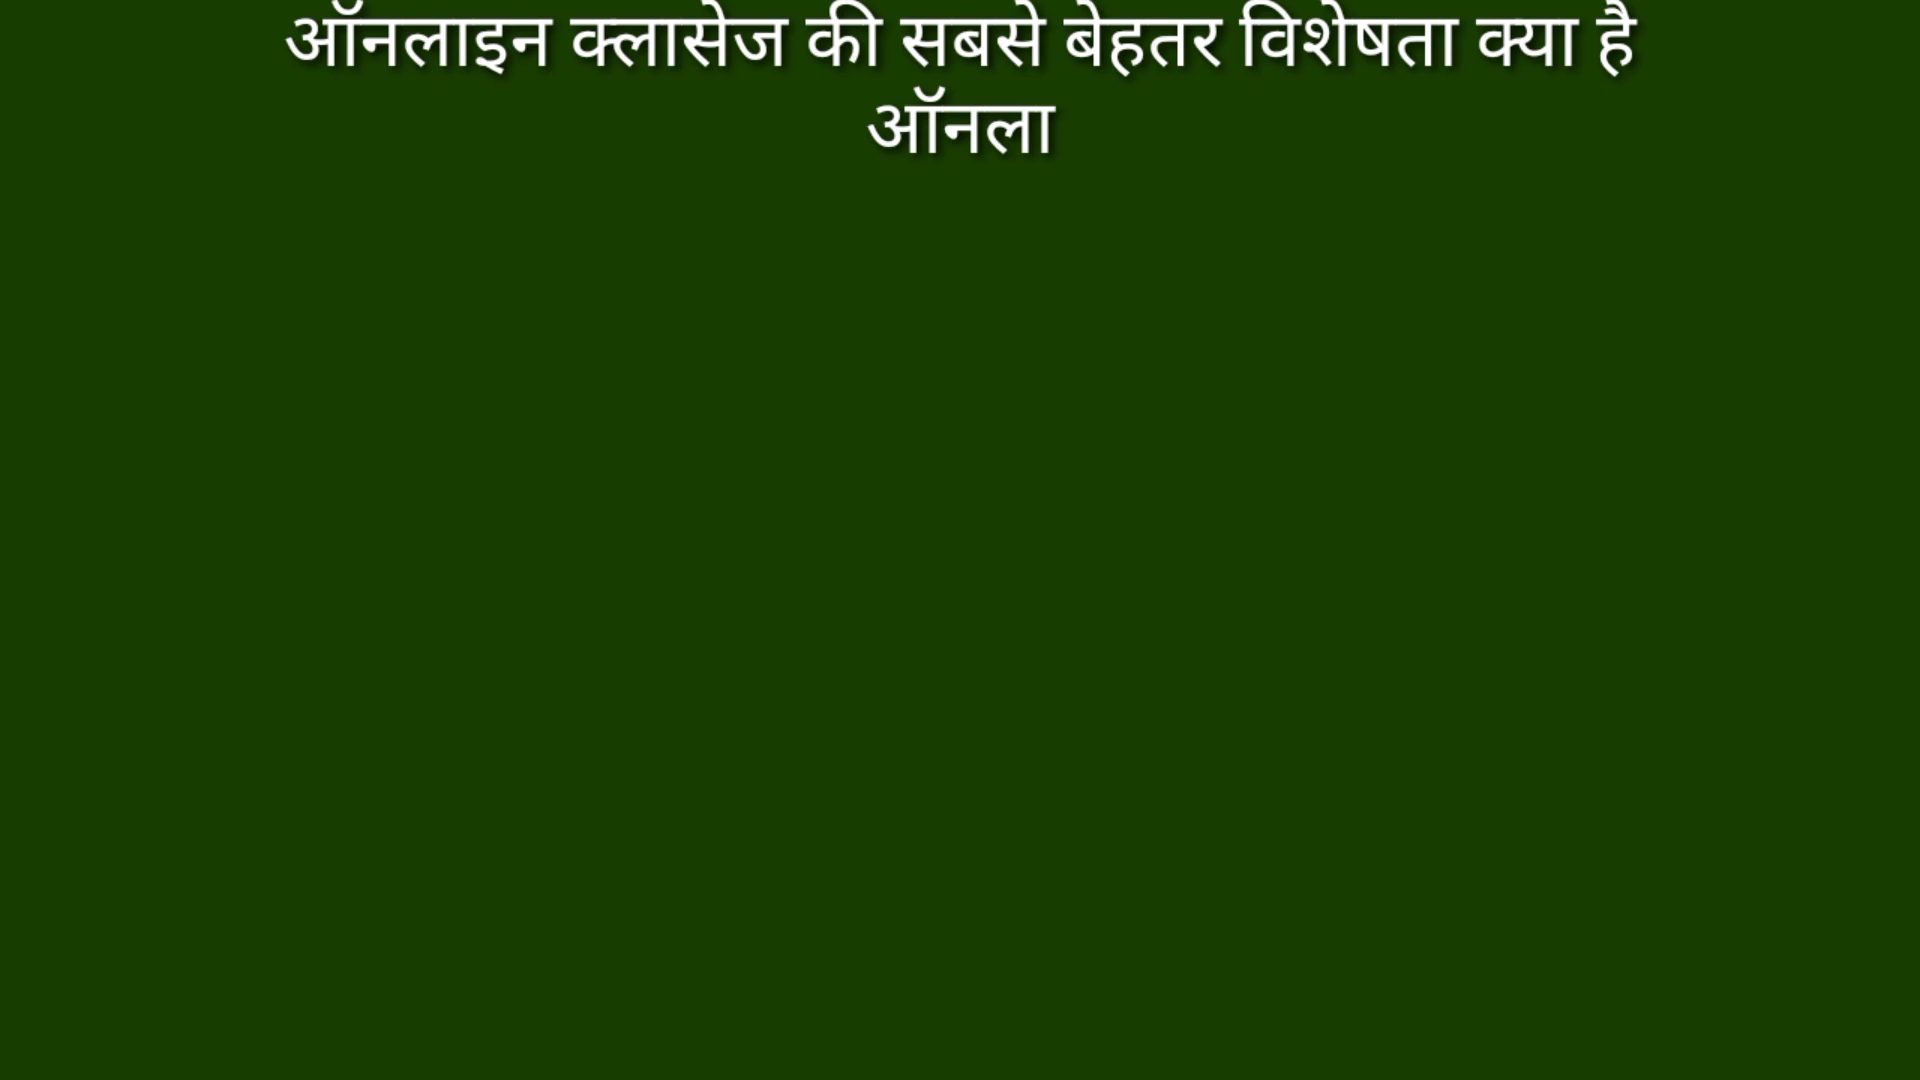 ऑनलाइन क्लासेज की सबसे बेहतर विशेषता क्या है
ऑनला